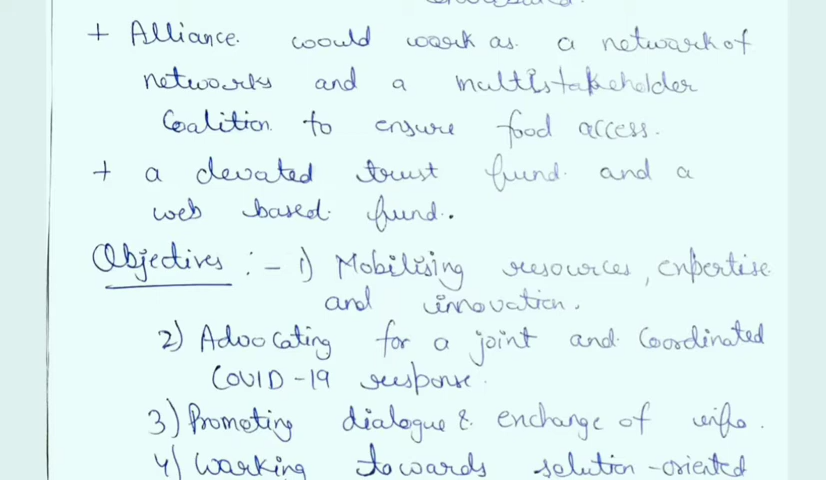 + Alliance would work as a network of
networks and a multistakeholder
Coalition to ensure food access.
+ a devoated trust fund and a
web based fund.
Objectives :- 1) Mobilising resources, expertise
and innovation.
2) Advocating for a joint and Coordinated
COVID-19 response.
3) Promoting dialogue & exchange of info.
4) Working towards solution-oriented